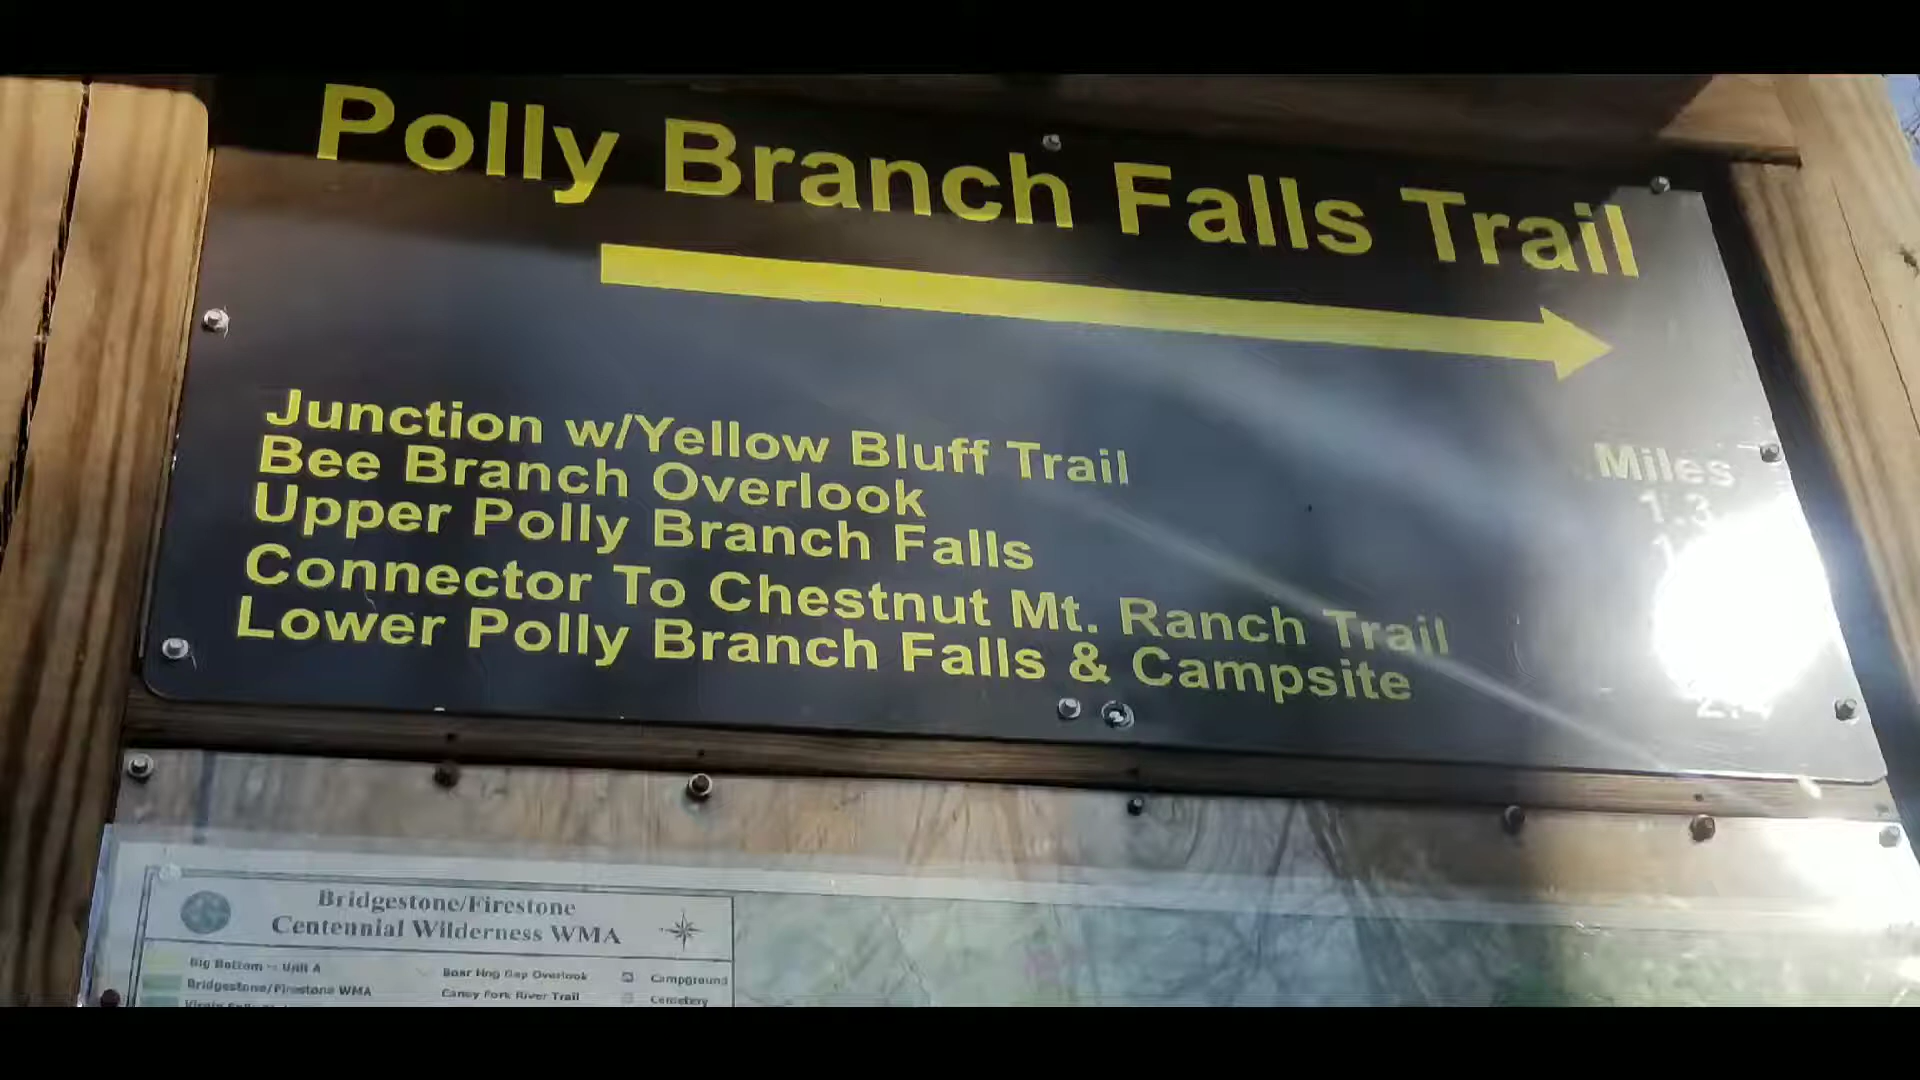 Polly Branch Falls Trail
Miles
Junction w/Yellow Bluff Trail 1.3
Bee Branch Overlook
Upper Polly Branch Falls
Connector To Chestnut Mt. Ranch Trail
Lower Polly Branch Falls & Campsite
Bridgestone/Firestone
Centennial Wilderness WMA
Big Bottom -- Unit A
Bridgestone/Firestone WMA
Boar Hog Gap Overlook
Caney Fork River Trail
Campground
Cemetery